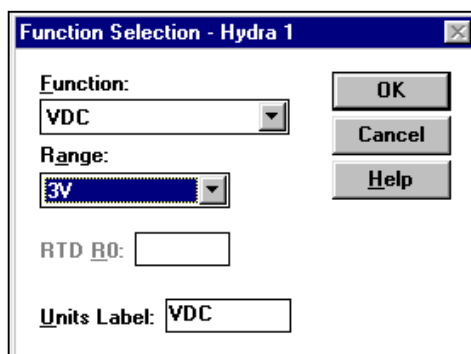 Function Selection - Hydra 1
Function:
VDC
OK
Cancel
Range:
3V
Help
RTD R0:
Units Label: VDC